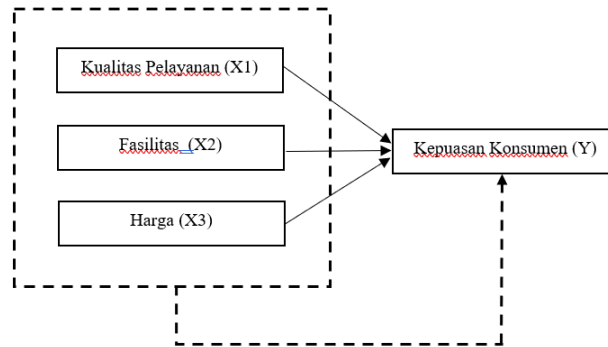 Kualitas Pelayanan (X1)
Fasilitas (X2)
Kepuasan Konsumen (Y)
Harga (X3)